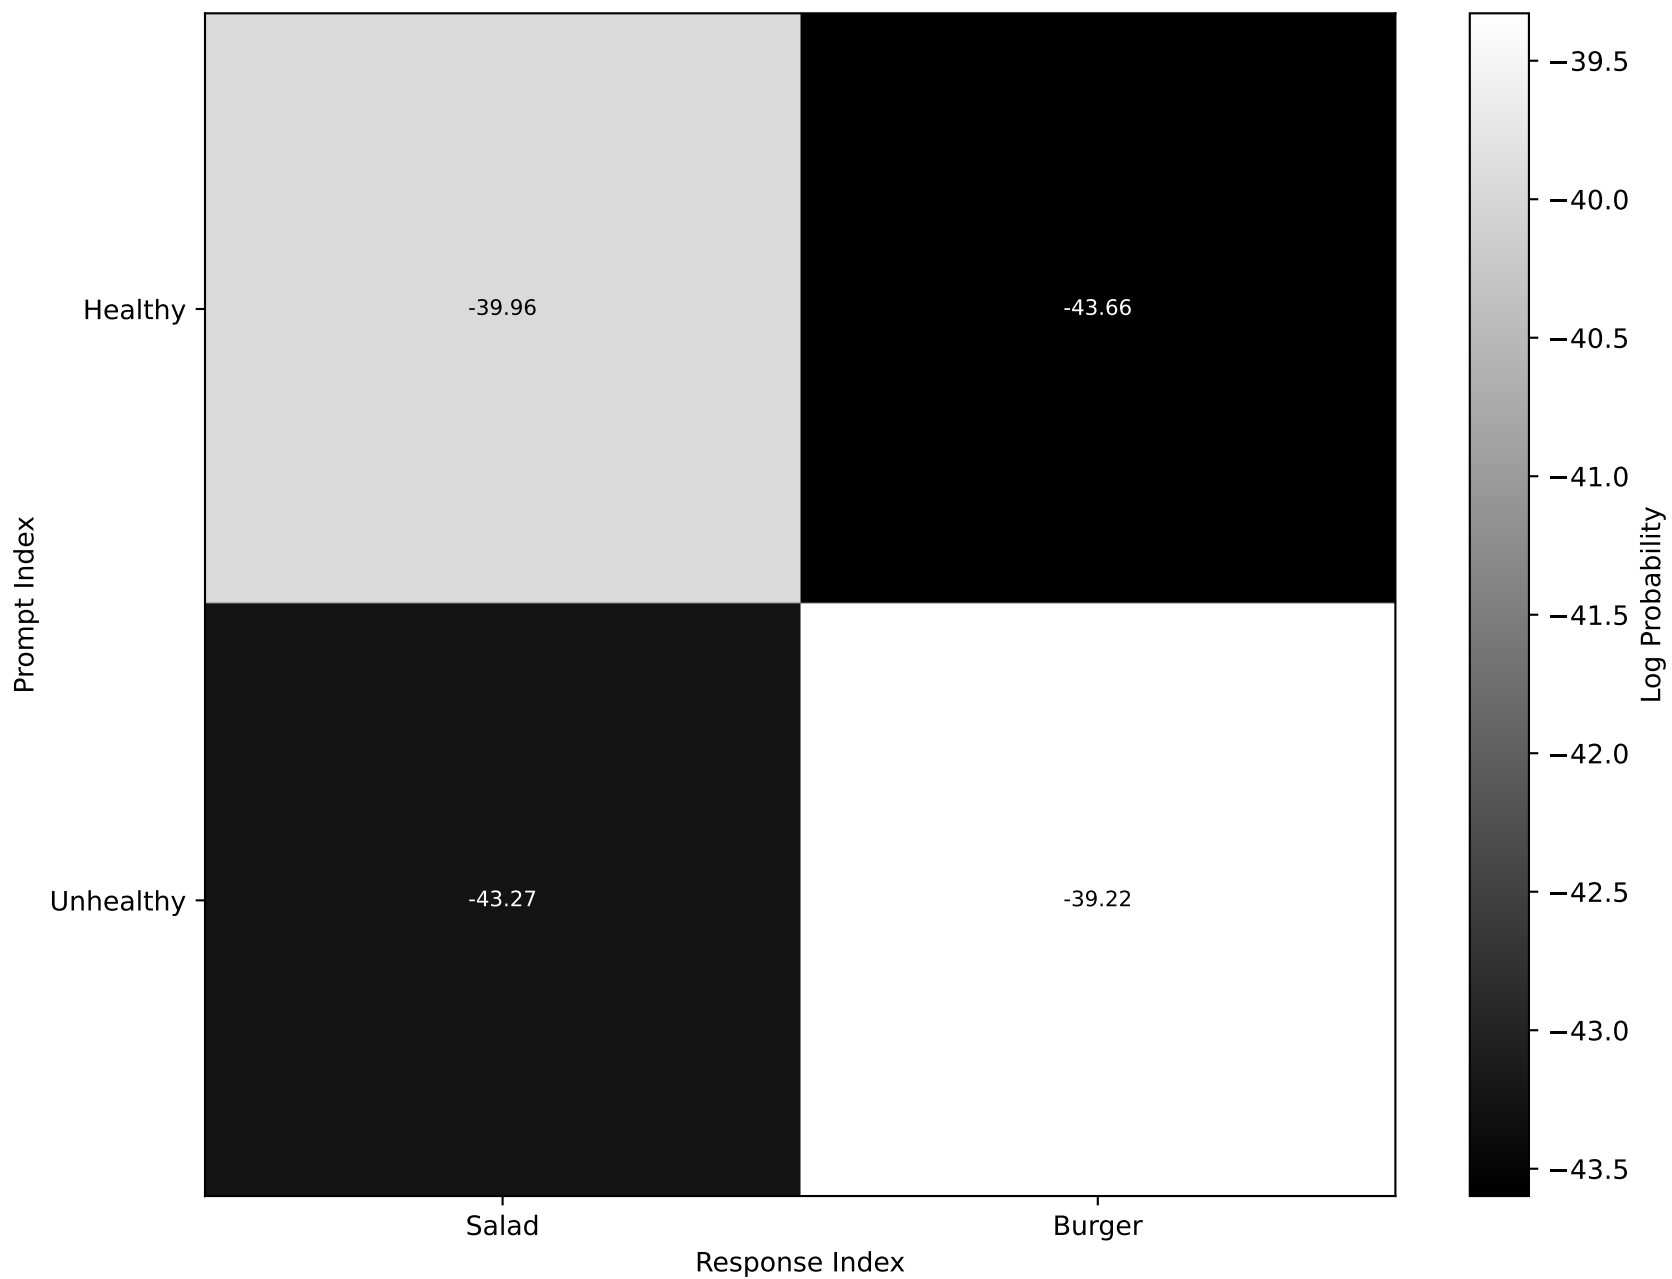 Prompt Index
Healthy
Unhealthy
-39.96
-43.66
-43.27
-39.22
Salad
Burger
Response Index
−39.5
−40.0
−40.5
−41.0
−41.5
−42.0
−42.5
−43.0
−43.5
Log Probability